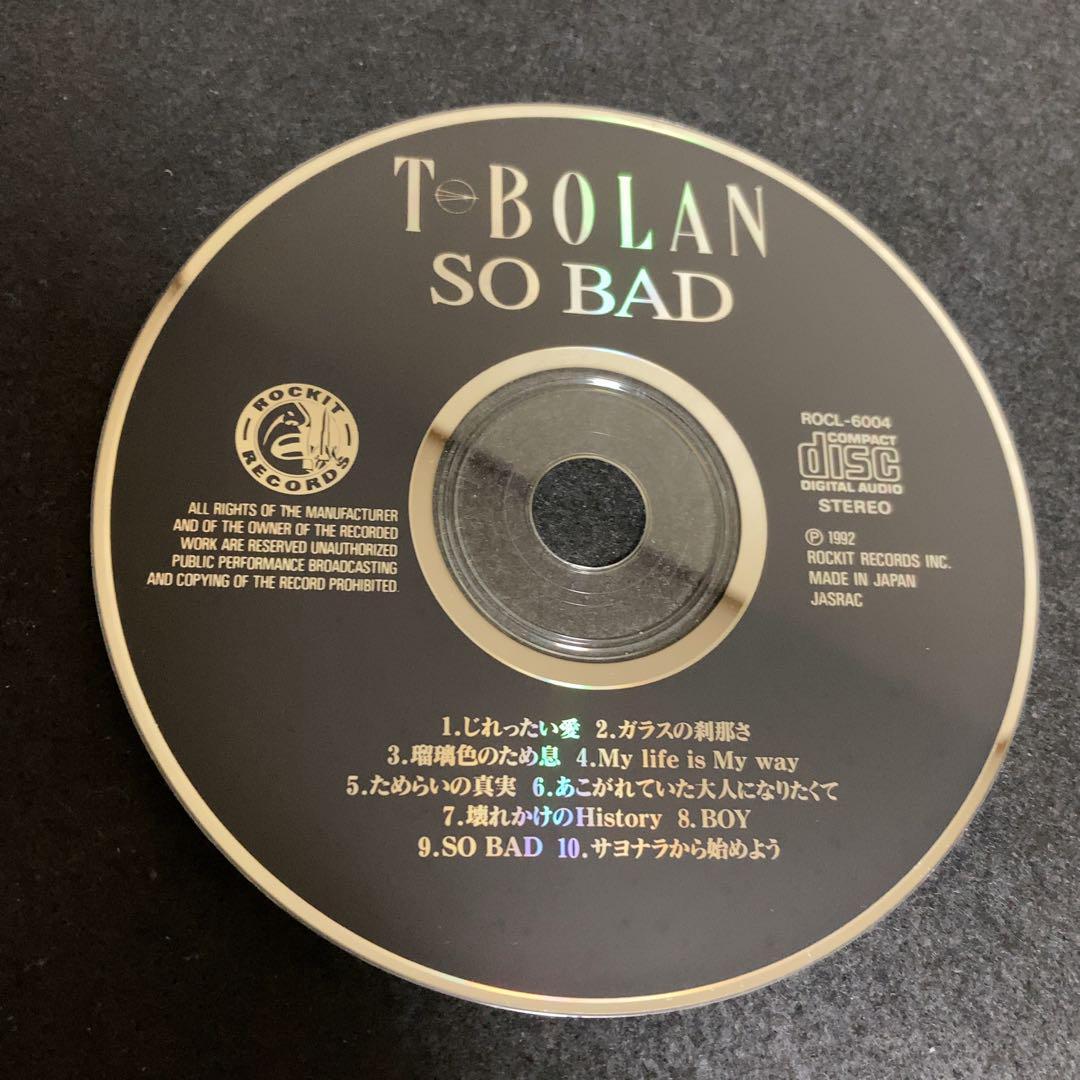 T-BOLAN
SO BAD
ROCKIT
RECORDS
ALL RIGHTS OF THE MANUFACTURER
AND OF THE OWNER OF THE RECORDED
WORK ARE RESERVED UNAUTHORIZED
PUBLIC PERFORMANCE BROADCASTING
AND COPYING OF THE RECORD PROHIBITED.
ROCL-6004
COMPACT
disc
DIGITAL AUDIO
STEREO
Ⓟ 1992
ROCKIT RECORDS INC.
MADE IN JAPAN
JASRAC
1.じれったい愛 2.ガラスの刹那さ
3.瑠璃色のため息 4.My life is My way
5.ためらいの真実 6.あこがれていた大人になりたくて
7.壊れかけのHistory 8.BOY
9.SO BAD 10.サヨナラから始めよう